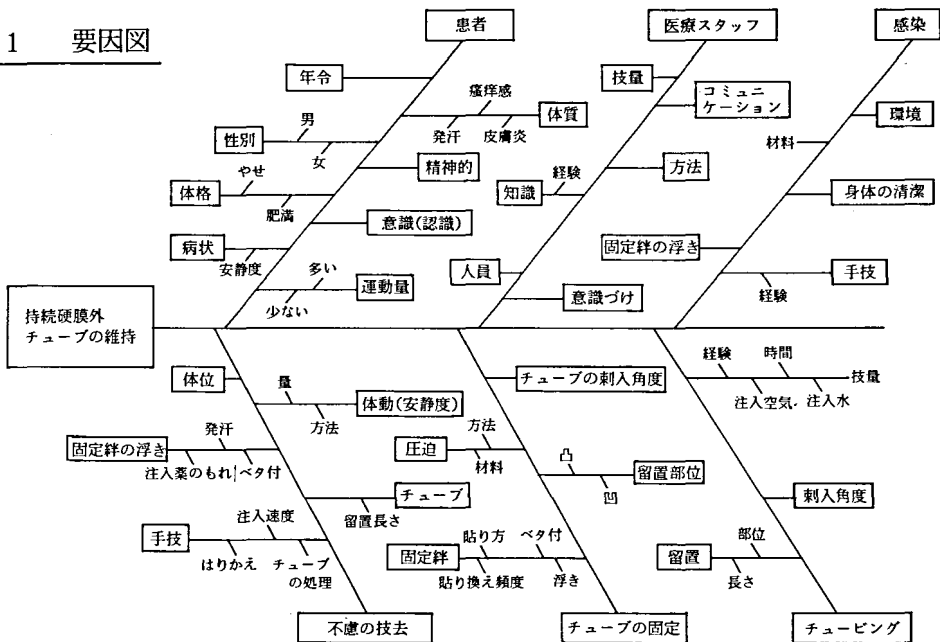 1 要因図
患者
医療スタッフ
感染
年令
瘙痒感
発汗
皮膚炎
体質
男
性別
女
精神的
やせ
体格
肥満
意識(認識)
病状
安静度
多い
少ない
運動量
技量
コミュニ
ケーション
方法
経験
知識
人員
意識づけ
環境
材料
身体の清潔
固定絆の浮き
手技
経験
持続硬膜外
チューブの維持
体位
量
方法
体動(安静度)
発汗
固定絆の浮き
注入薬のもれ
ベタ付
チューブ
留置長さ
注入速度
手技
はりかえ
チューブ
の処理
不慮の技去
チューブの刺入角度
方法
圧迫
材料
凸
凹
留置部位
貼り方
ベタ付
固定絆
貼り換え頻度
浮き
チューブの固定
経験
時間
技量
注入空気.
注入水
刺入角度
部位
留置
長さ
チュービング